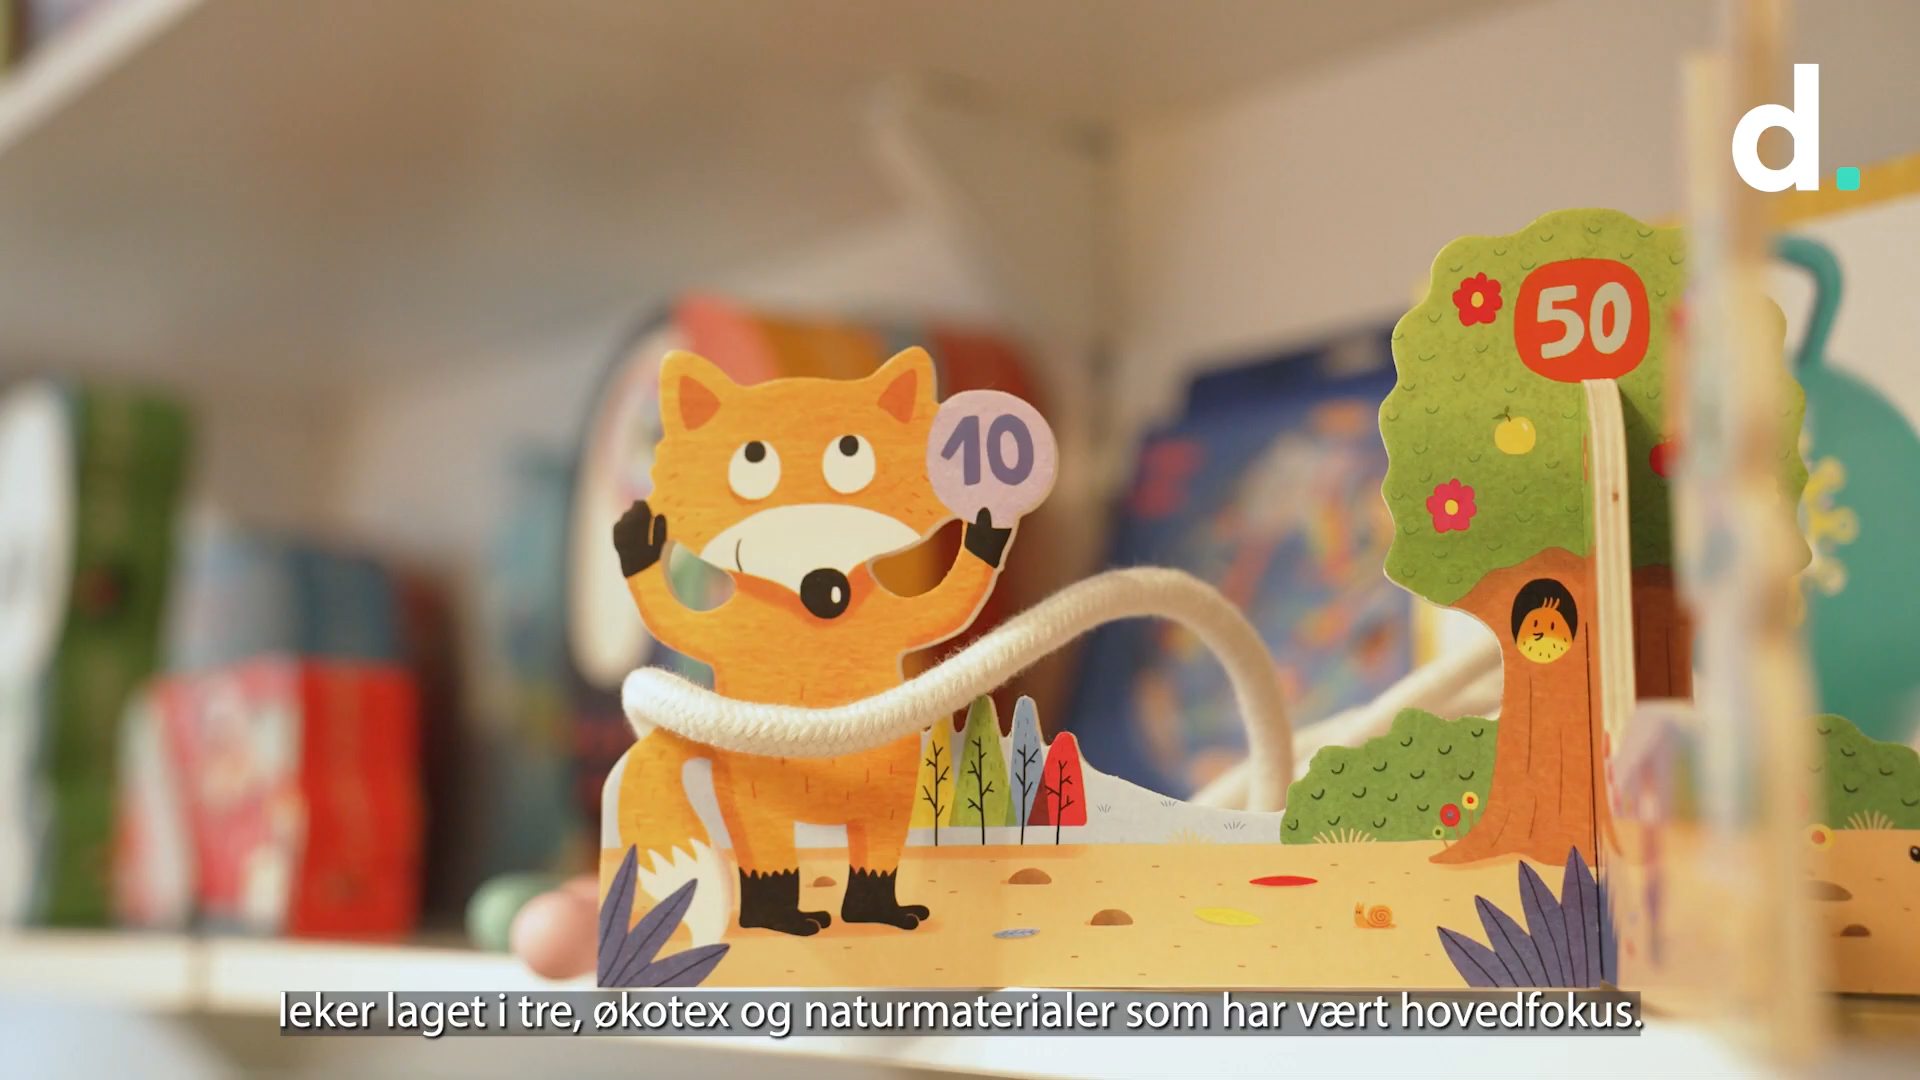 d.
50
10
leker laget i tre, økotex og naturmaterialer som har vært hovedfokus.